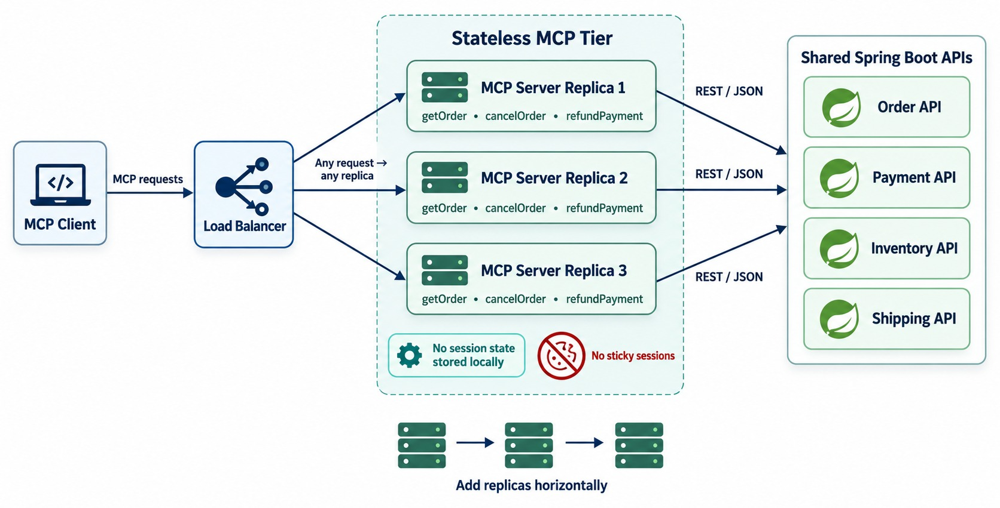 Stateless MCP Tier
MCP Server Replica 1
getOrder • cancelOrder • refundPayment
MCP Server Replica 2
getOrder • cancelOrder • refundPayment
MCP Server Replica 3
getOrder • cancelOrder • refundPayment
No session state
stored locally
No sticky sessions
MCP Client
MCP requests
Load Balancer
Any request →
any replica
REST / JSON
REST / JSON
REST / JSON
Shared Spring Boot APIs
Order API
Payment API
Inventory API
Shipping API
Add replicas horizontally